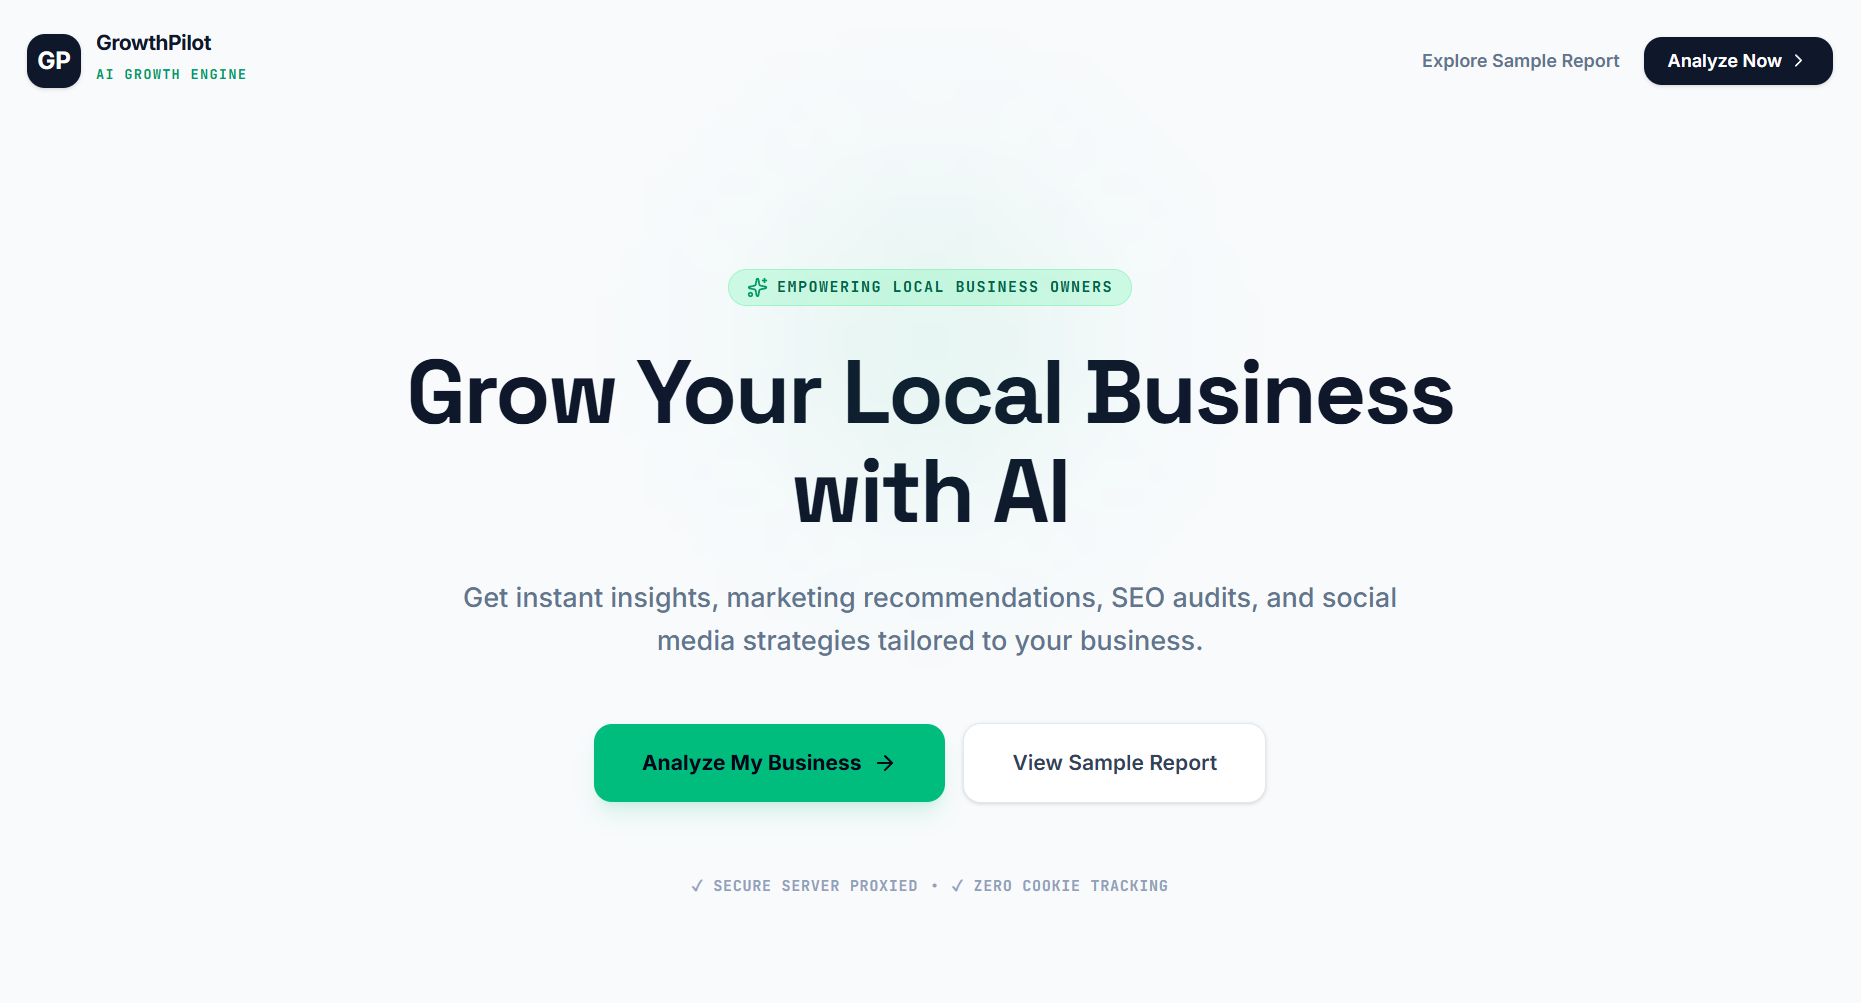 GP
GrowthPilot
AI GROWTH ENGINE
Explore Sample Report
Analyze Now
EMPOWERING LOCAL BUSINESS OWNERS
Grow Your Local Business
with AI
Get instant insights, marketing recommendations, SEO audits, and social
media strategies tailored to your business.
Analyze My Business →
View Sample Report
✓ SECURE SERVER PROXIED • ✓ ZERO COOKIE TRACKING